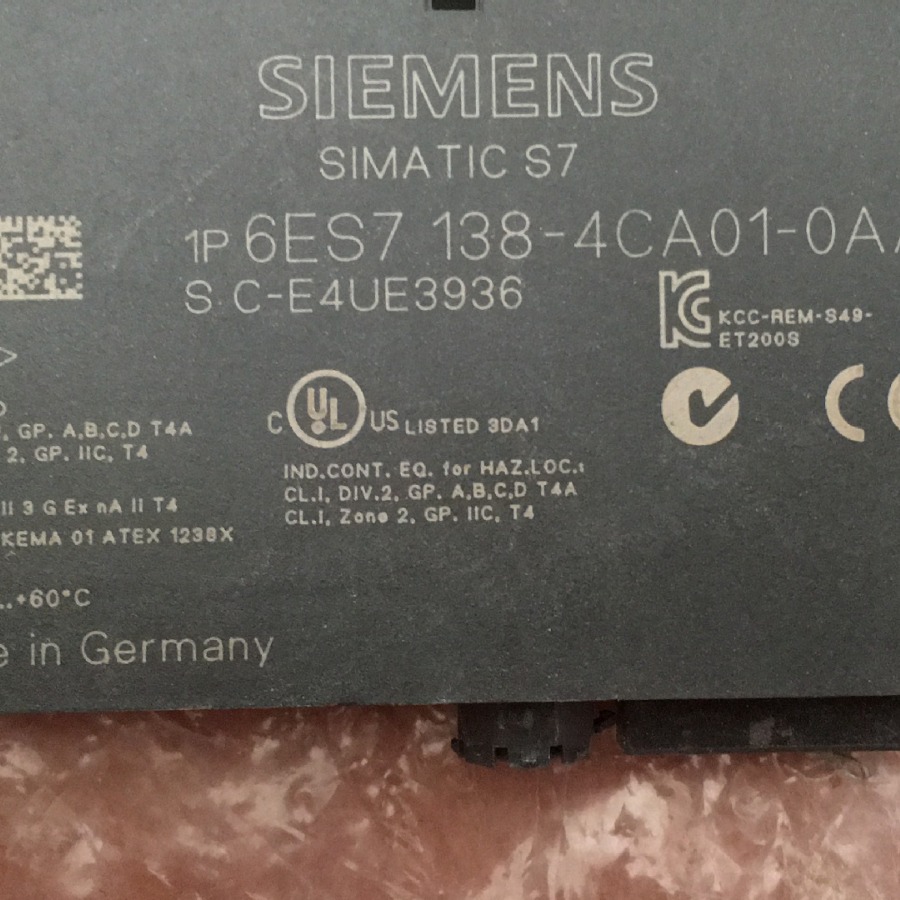 SIEMENS
SIMATIC S7
1P 6ES7 138-4CA01-0AA
S C-E4UE3936
KCC-REM-S49-
ET200S
C UL US LISTED 3DA1
GP. A,B,C,D T4A
2, GP. IIC, T4
IND.CONT. EQ. for HAZ.LOC.:
CL.I, DIV.2, GP. A,B,C,D T4A
CL.I, Zone 2, GP. IIC, T4
II 3 G Ex nA II T4
KEMA 01 ATEX 1238X
..+60°C
e in Germany